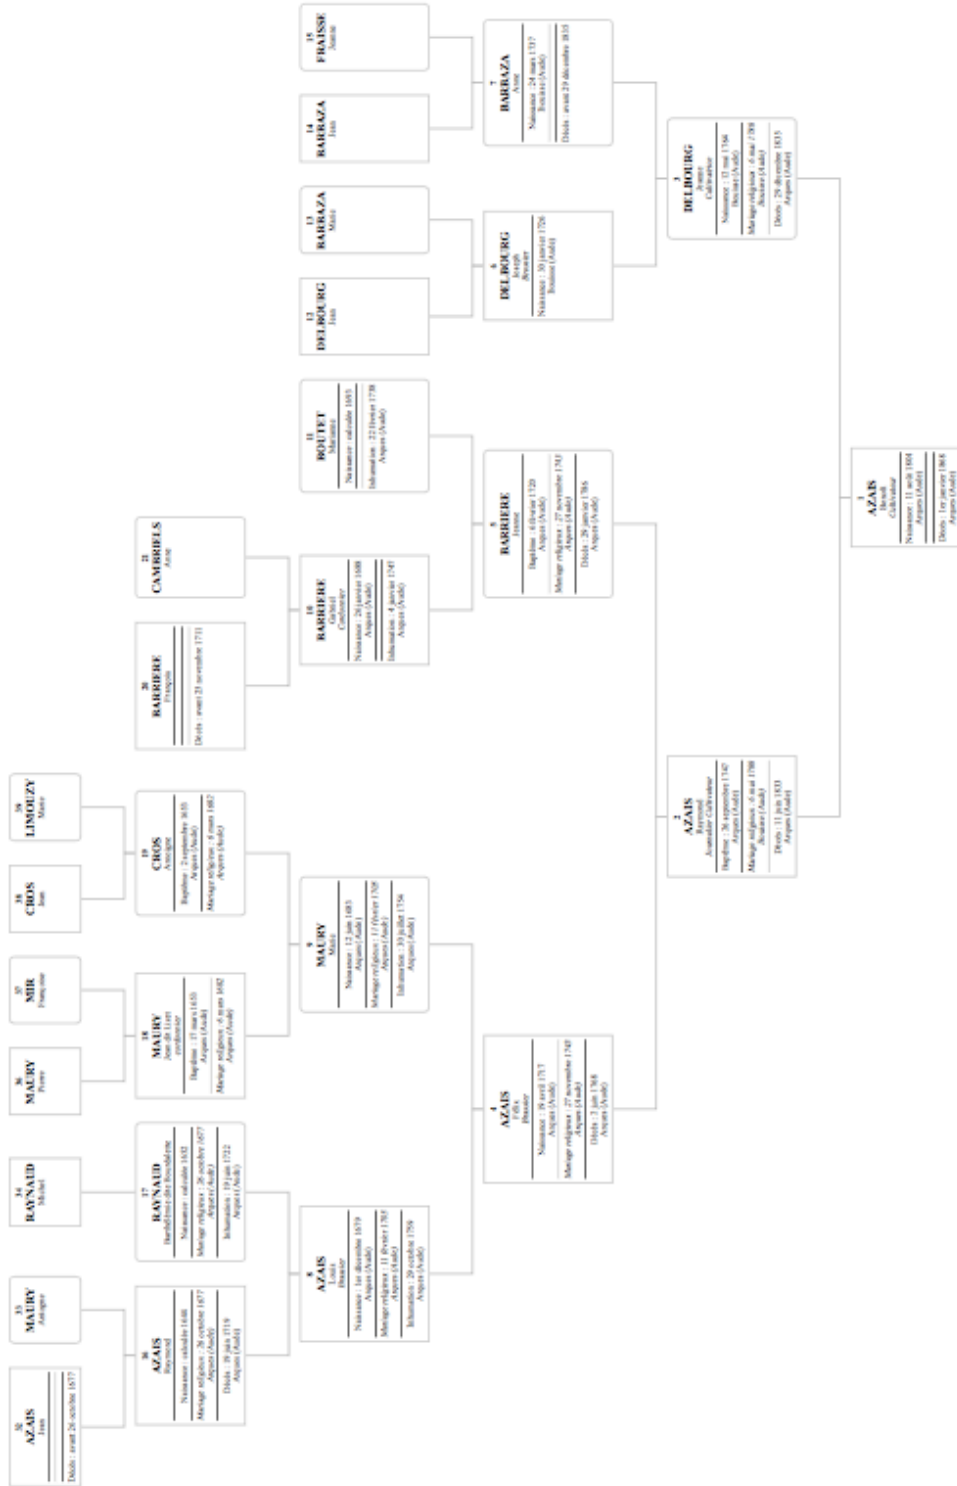 32
AZAIS
Jean
Décès : avant 26 octobre 1677
33
MAURY
Antoigne
34
RAYNAUD
Michel
36
MAURY
Pierre
37
MIR
Françoise
38
CROS
Jean
39
LIMOUZY
Marie
16
AZAIS
Raymond
Naissance : calculée
Mariage religieux : 26 octobre 1677
Arques (Aude)
Décès : 19 juin 1719
Arques (Aude)
17
RAYNAUD
Naissance : calculée 1652
Mariage religieux : 26 octobre 1677
Arques (Aude)
Inhumation : 19 juin 1722
Arques (Aude)
18
MAURY
cordonnier
Baptême : 17 mars 1653
Arques (Aude)
Mariage religieux : 6 mars 1682
Arques (Aude)
19
CROS
Antoigne
Baptême : 2 septembre 1655
Arques (Aude)
Mariage religieux : 6 mars 1682
Arques (Aude)
20
BARRIERE
François
Décès : avant 23 novembre 1711
21
CAMBRIELS
Anne
8
AZAIS
Louis
Brassier
Naissance : 1er décembre 1679
Arques (Aude)
Mariage religieux : février 1705
Arques (Aude)
Inhumation : 29 octobre 1759
Arques (Aude)
9
MAURY
Marie
Naissance : 12 juin 1685
Arques (Aude)
Mariage religieux : février 1705
Arques (Aude)
Inhumation : 30 juillet 1754
Arques (Aude)
10
BARRIERE
Gabriel
Cordonnier
Naissance : 26 janvier 1688
Arques (Aude)
Inhumation : 4 janvier
Arques (Aude)
11
BOUTET
Marianne
Naissance : calculée 1693
Inhumation : 22 février 1738
Arques (Aude)
12
DELBOURG
Jean
13
BARBAZA
Marie
14
BARBAZA
Jean
15
FRAISSE
Jeanne
4
AZAIS
Félix
Brassier
Naissance : 19 avril 1717
Arques (Aude)
Mariage religieux : 27 novembre
Arques (Aude)
Décès : 2 juin 1768
Arques (Aude)
5
BARRIERE
Jeanne
Baptême : 6 février 1720
Arques (Aude)
Mariage religieux : 27 novembre
Arques (Aude)
Décès : 29 janvier 1786
Arques (Aude)
6
DELBOURG
Joseph
Brassier
Naissance : 30 janvier 1726
Bouisse (Aude)
7
BARBAZA
Anne
Naissance : 24 mars 1737
Bouisse (Aude)
Décès : avant 29 décembre 1835
2
AZAIS
Raymond
Journalier Cultivateur
Baptême : 26 septembre 1747
Arques (Aude)
Mariage religieux : 6 mai 1788
Bouisse (Aude)
Décès : 11 juin 1833
Arques (Aude)
3
DELBOURG
Jeanne
Cultivatrice
Naissance : 13 mai 1764
Bouisse (Aude)
Mariage religieux : 6 mai 1788
Bouisse (Aude)
Décès : 29 décembre 1835
Arques (Aude)
1
AZAIS
Benoît
Cultivateur
Naissance : 11 août 1804
Arques (Aude)
Décès : 1er janvier 1868
Arques (Aude)